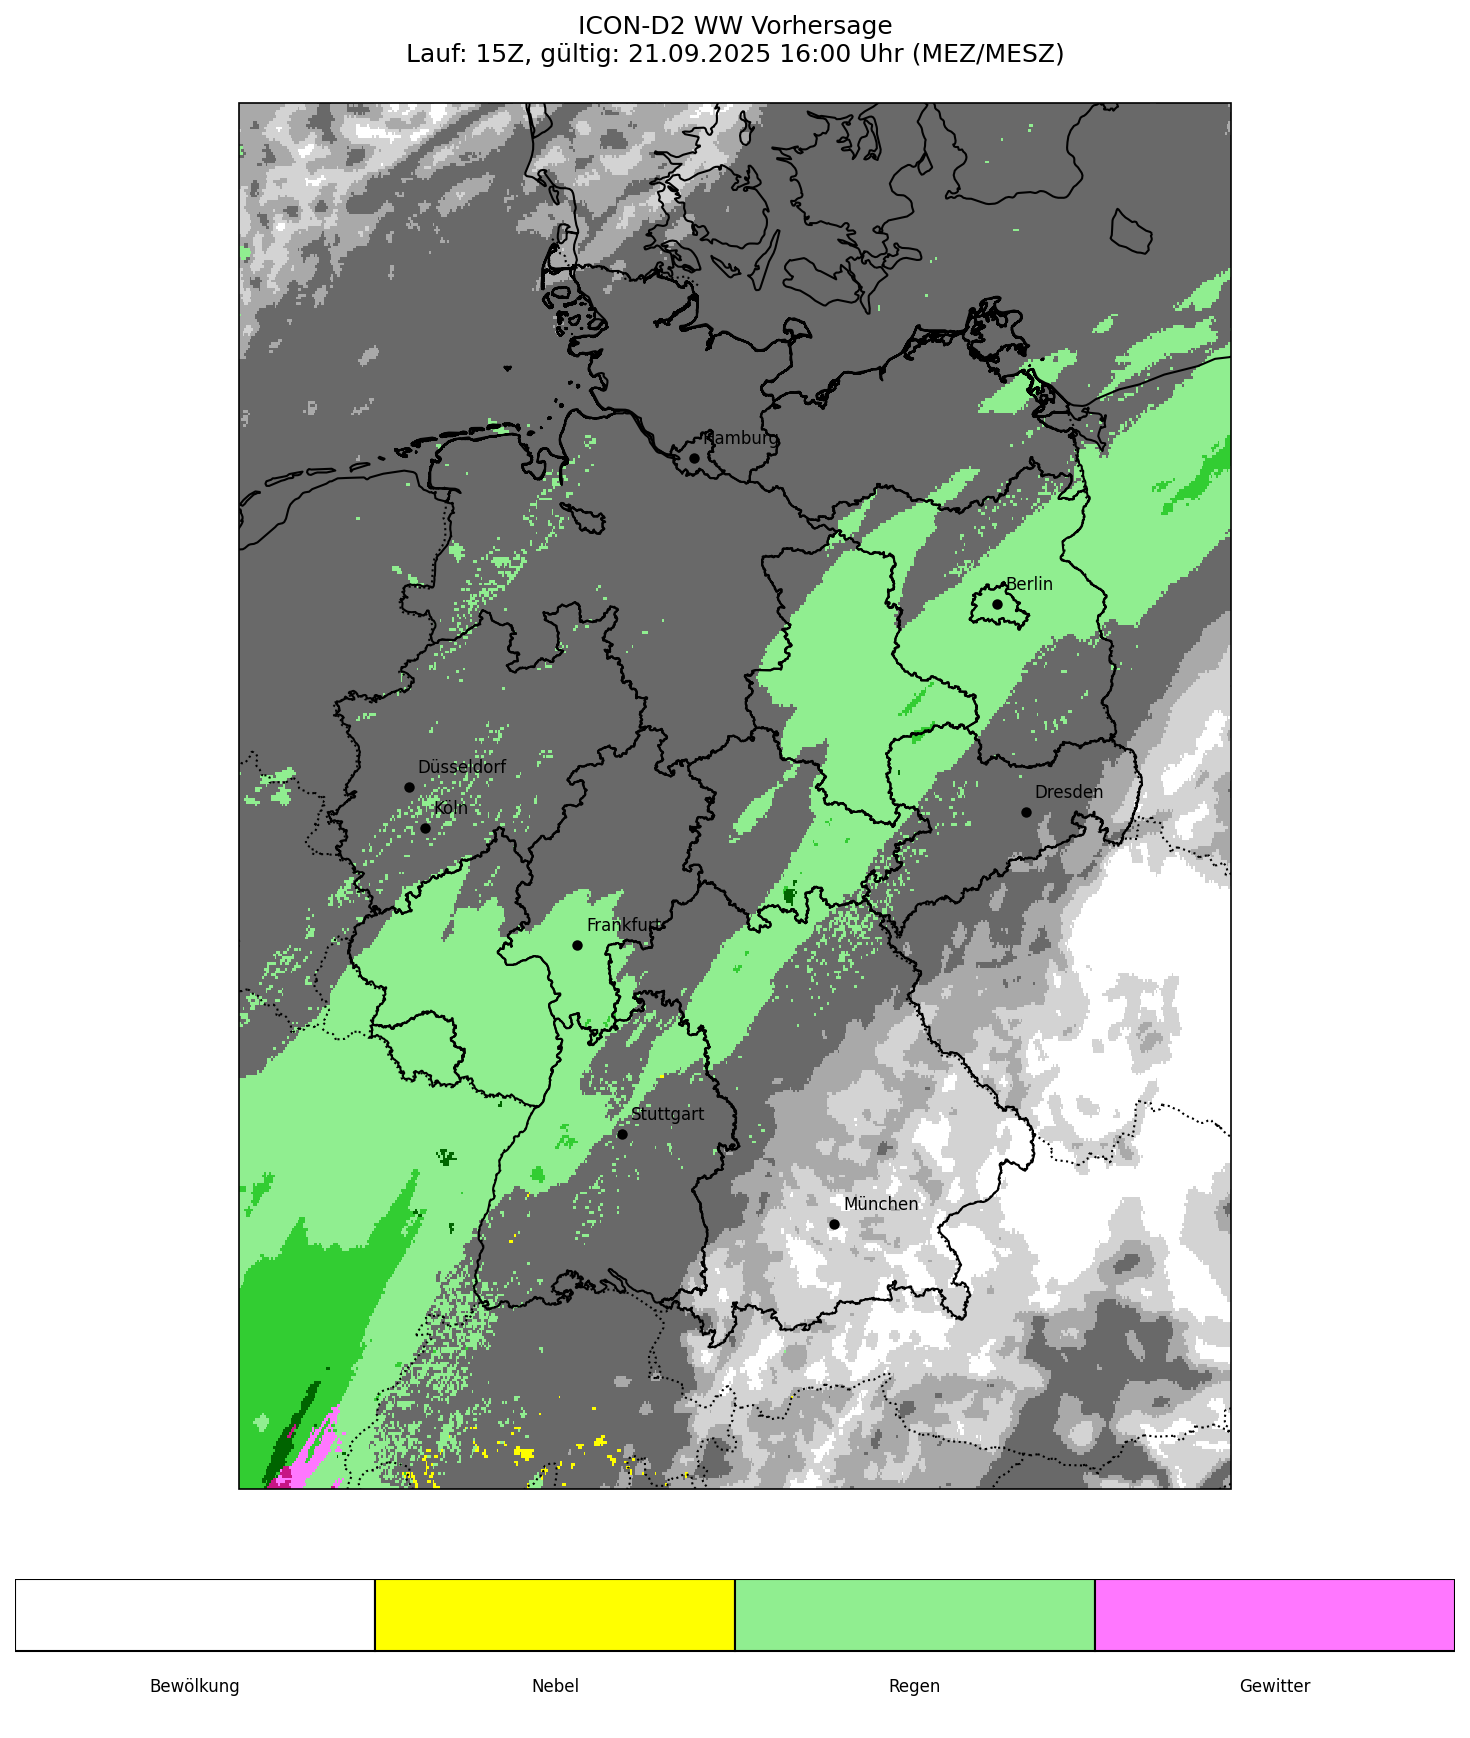 ICON-D2 WW Vorhersage
Lauf: 15Z, gültig: 21.09.2025 16:00 Uhr (MEZ/MESZ)
Hamburg
Berlin
Düsseldorf
Dresden
Köln
Frankfurt
Stuttgart
München
Bewölkung
Nebel
Regen
Gewitter